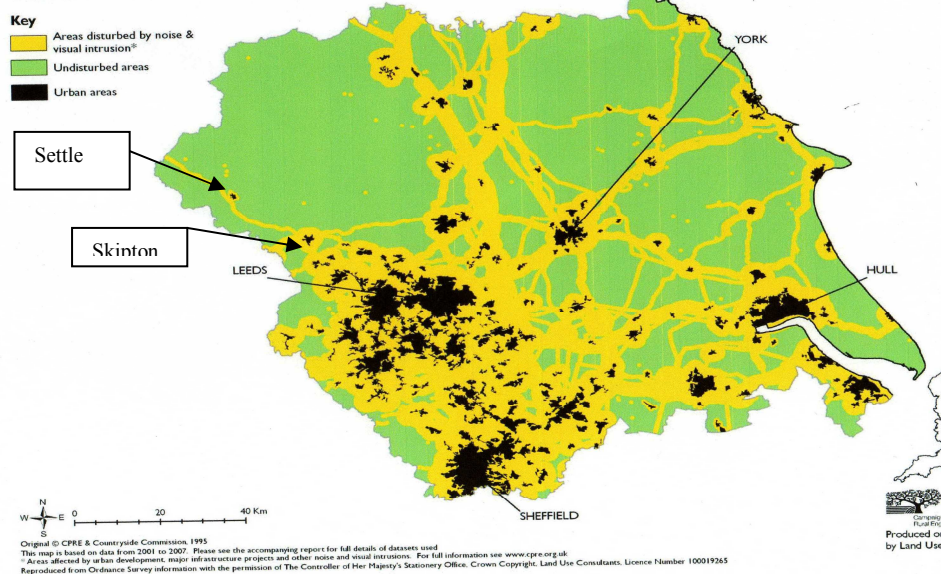 Key
Areas disturbed by noise &
visual intrusion*
Undisturbed areas
Urban areas
YORK
Settle
Skipton
LEEDS
HULL
SHEFFIELD
N
W E
S
0 20 40 Km
Original © CPRE & Countryside Commission, 1995
This map is based on data from 2001 to 2007. Please see the accompanying report for full details of datasets used
* Areas affected by urban development, major infrastructure projects and other noise and visual intrusions. For full information see www.cpre.org.uk
Reproduced from Ordnance Survey information with the permission of The Controller of Her Majesty's Stationery Office. Crown Copyright. Land Use Consultants. Licence Number 100019265
Produced
by Land Use